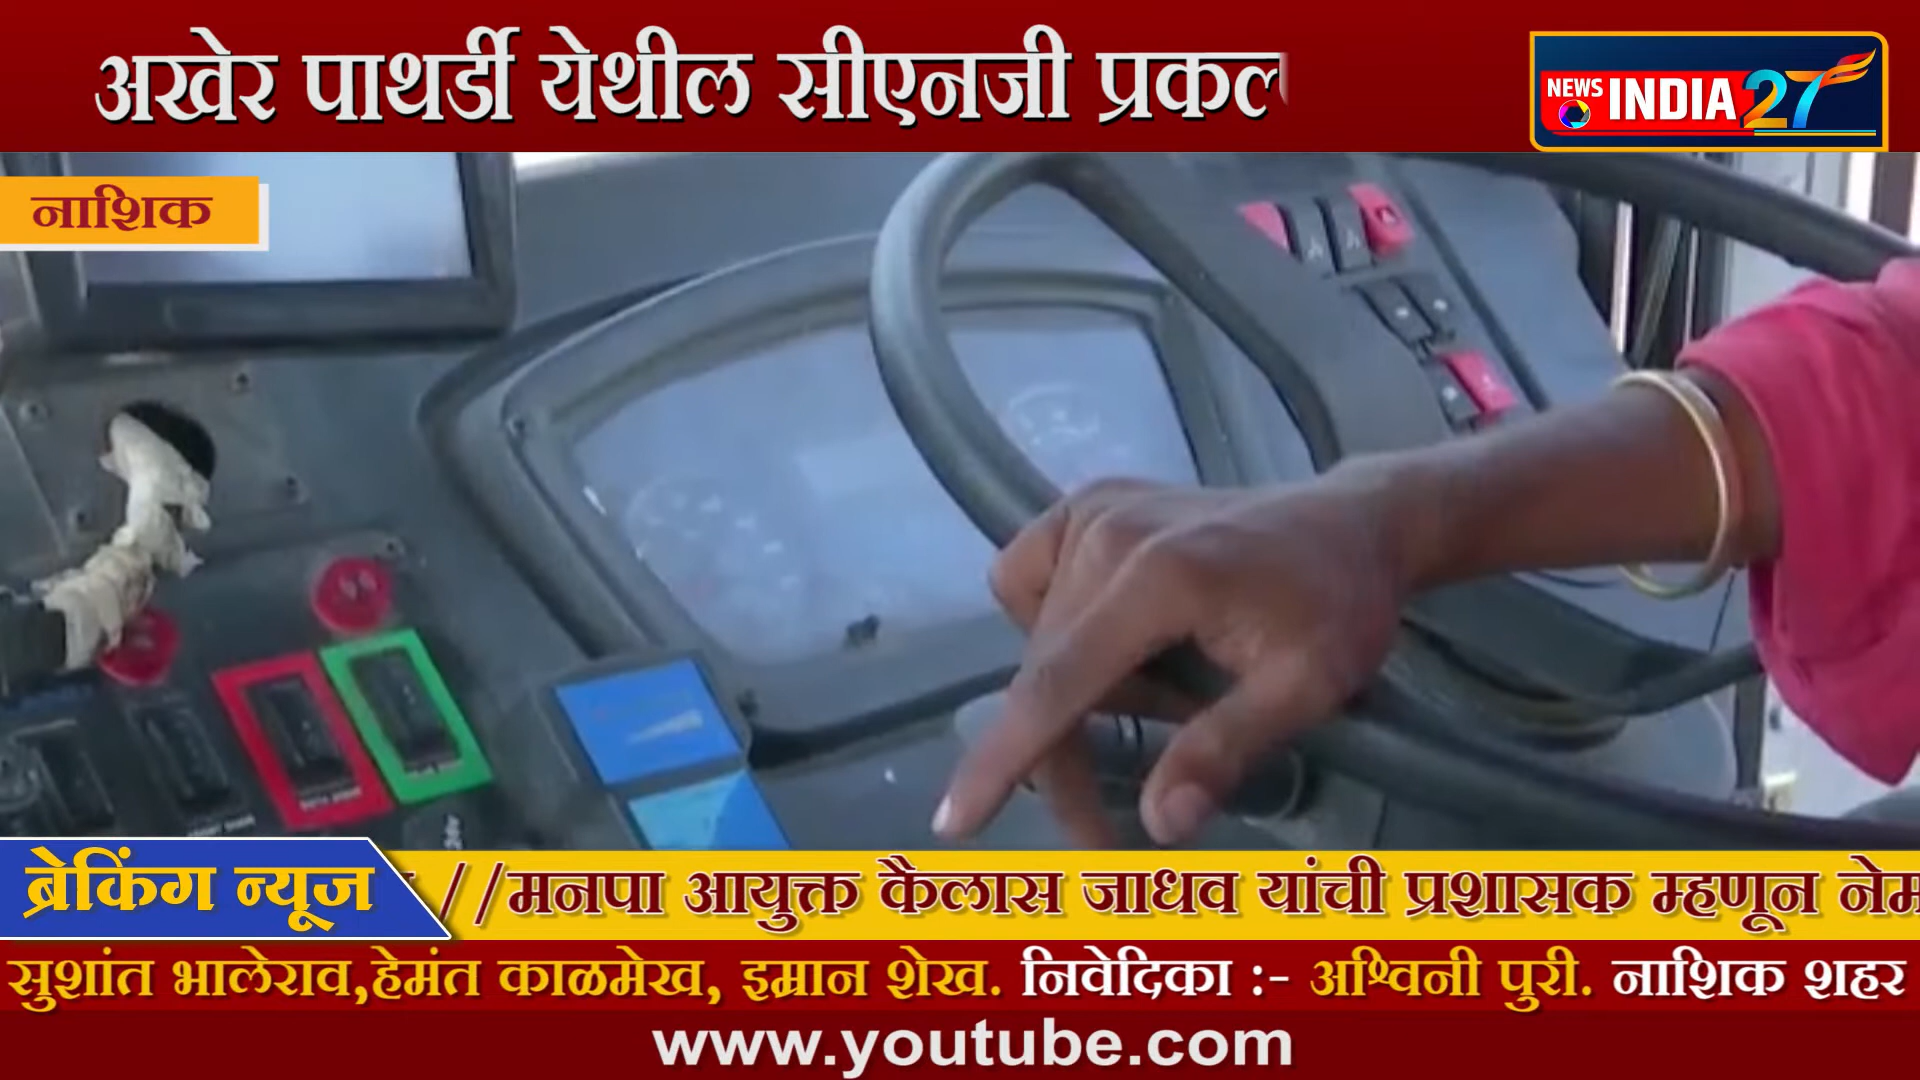 अखेर पाथर्डी येथील सीएनजी
NEWS INDIA 27
नाशिक
ब्रेकिंग न्यूज
//मनपा आयुक्त कैलास जाधव यांची प्रशासक म्हणून
सुशांत भालेराव,हेमंत काळमेख, इम्रान शेख. निवेदिका :- अश्विनी पुरी. नाशिक शहर
www.youtube.com